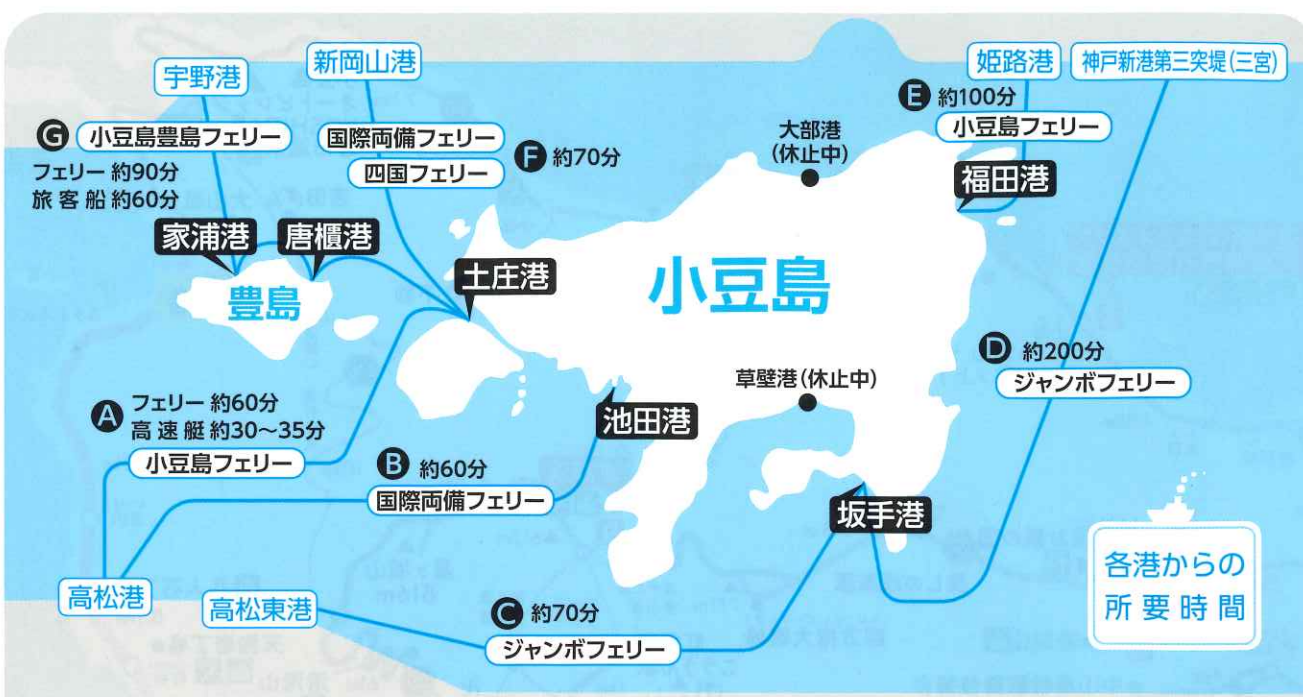 宇野港
新岡山港
姫路港
神戸新港第三突堤(三宮)
G 小豆島豊島フェリー
フェリー 約90分
旅客船 約60分
国際両備フェリー
四国フェリー
F 約70分
大部港
(休止中)
E 約100分
小豆島フェリー
福田港
家浦港
唐櫃港
土庄港
豊島
小豆島
A フェリー 約60分
高速艇 約30～35分
小豆島フェリー
B 約60分
国際両備フェリー
池田港
草壁港(休止中)
D 約200分
ジャンボフェリー
坂手港
高松港
高松東港
C 約70分
ジャンボフェリー
各港からの
所要時間